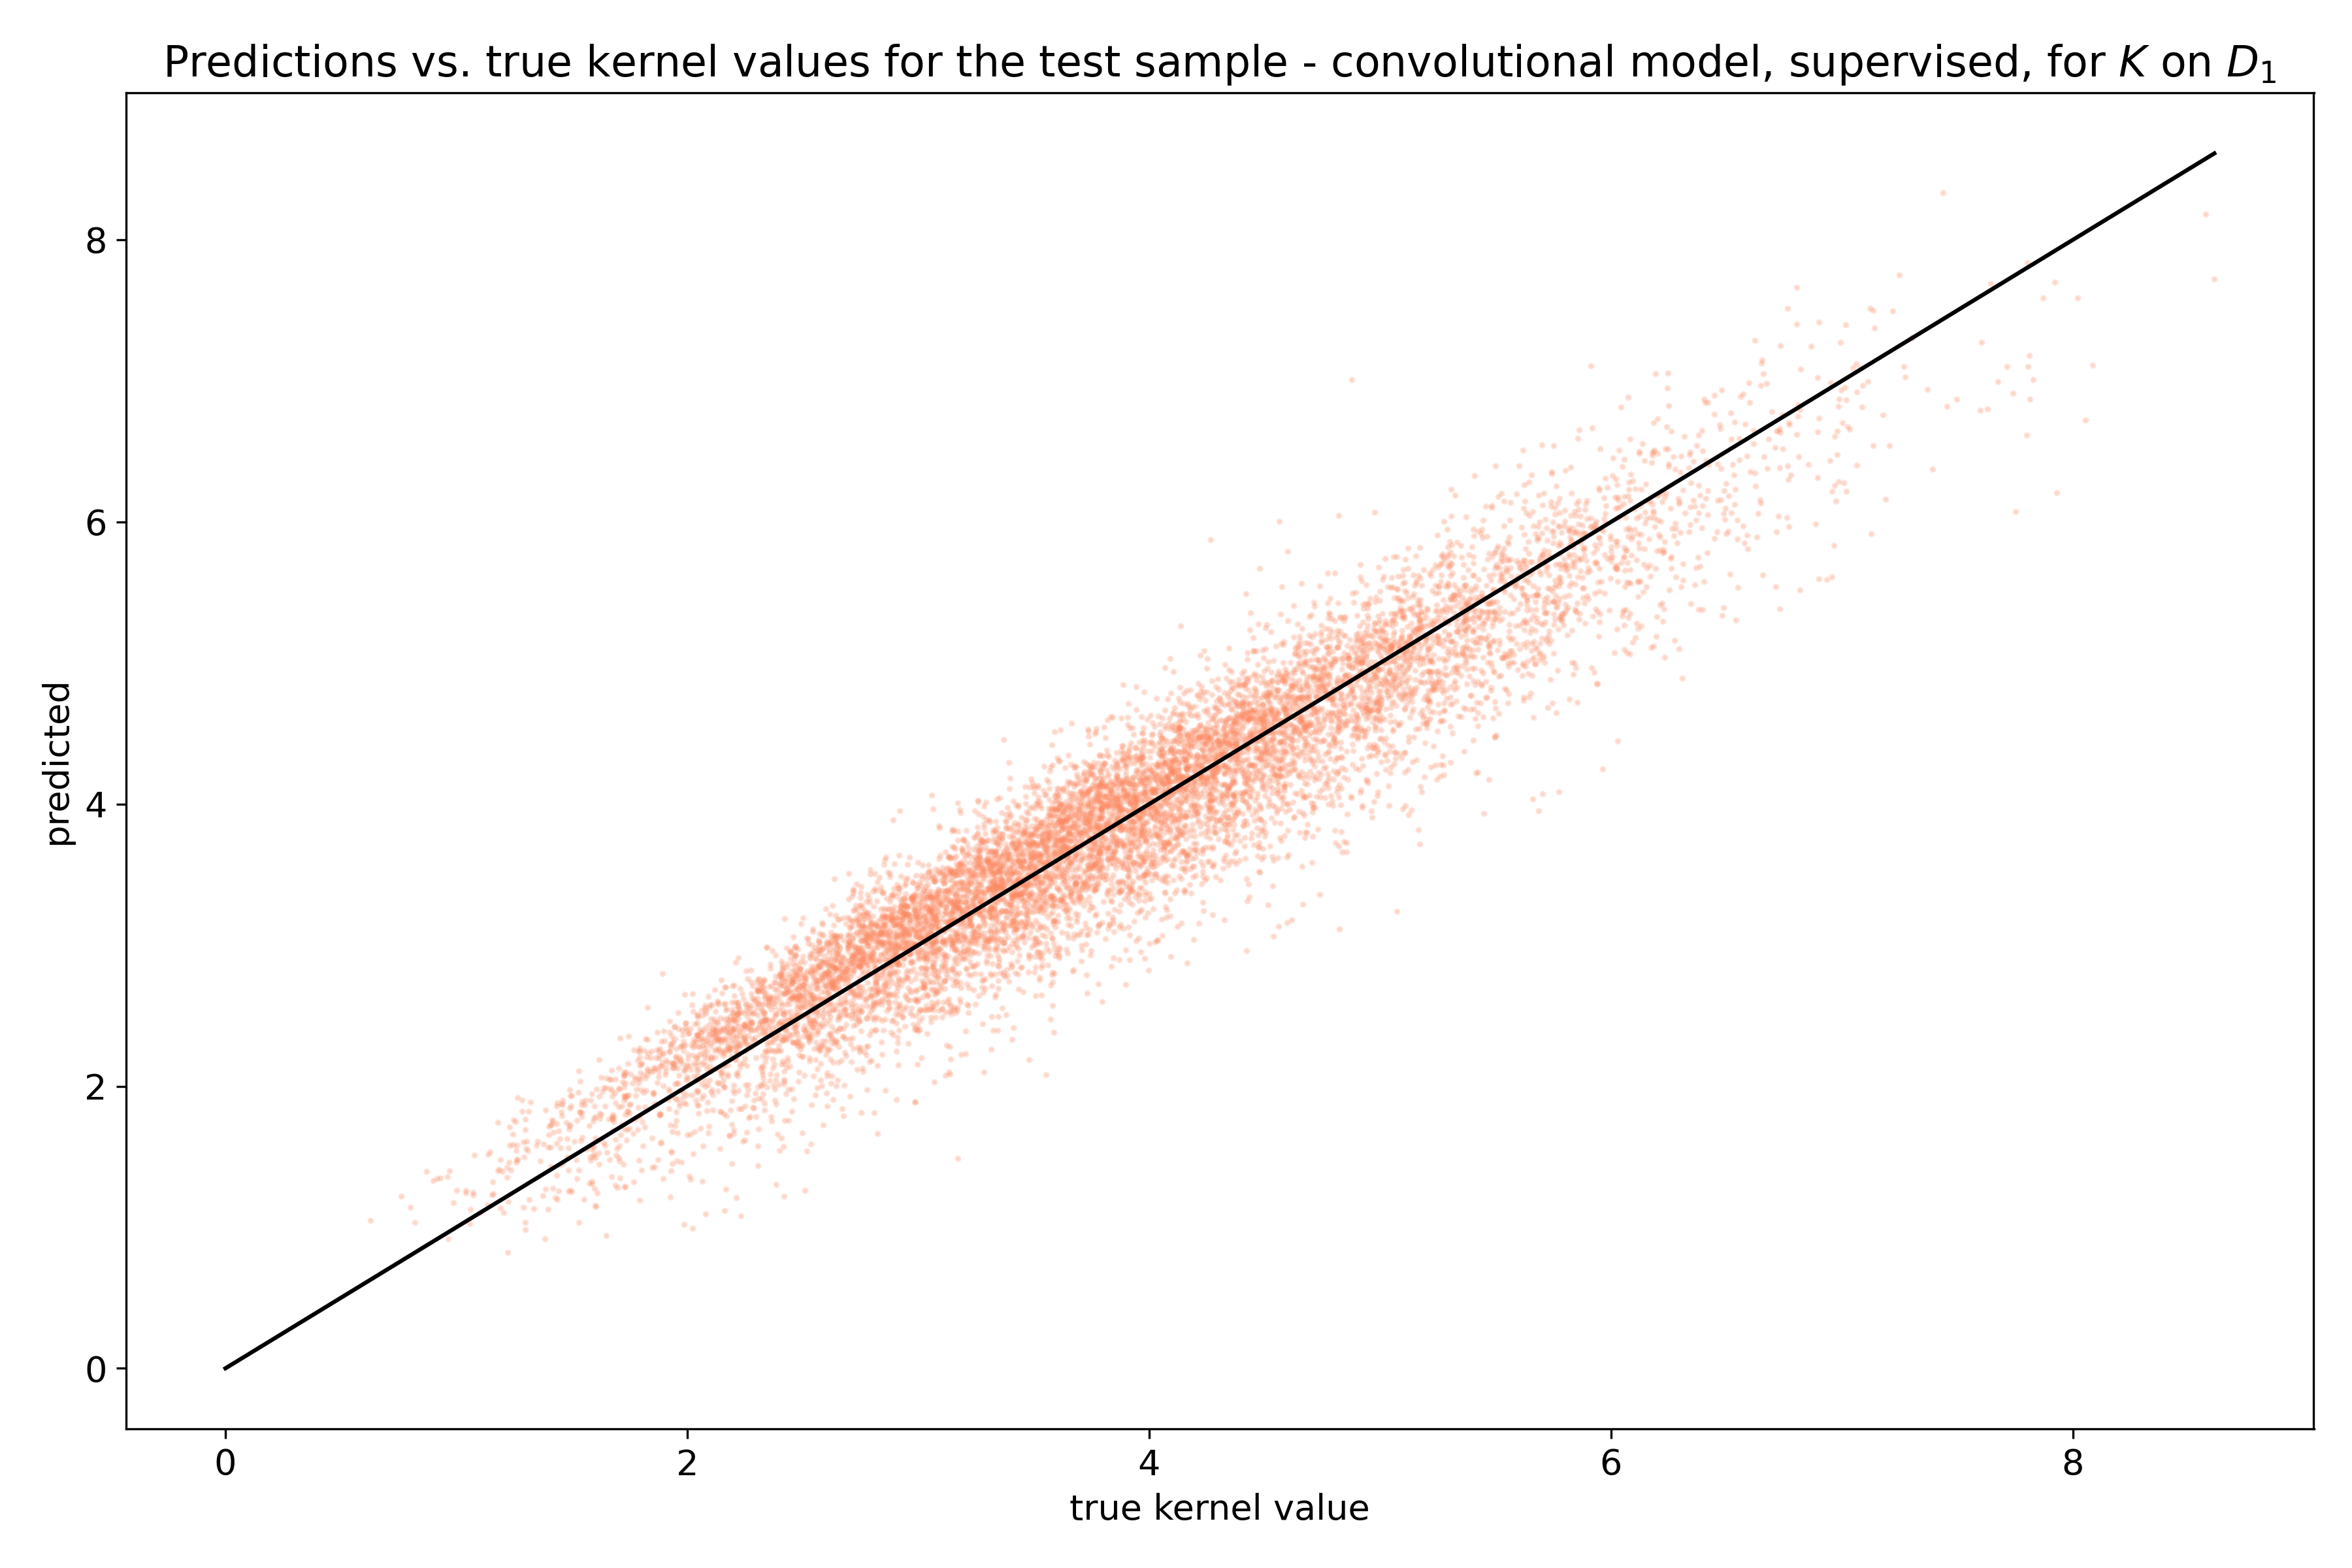 Predictions vs. true kernel values for the test sample - convolutional model, supervised, for K on D₁
8
6
4
2
0
predicted
0 2 4 6 8
true kernel value